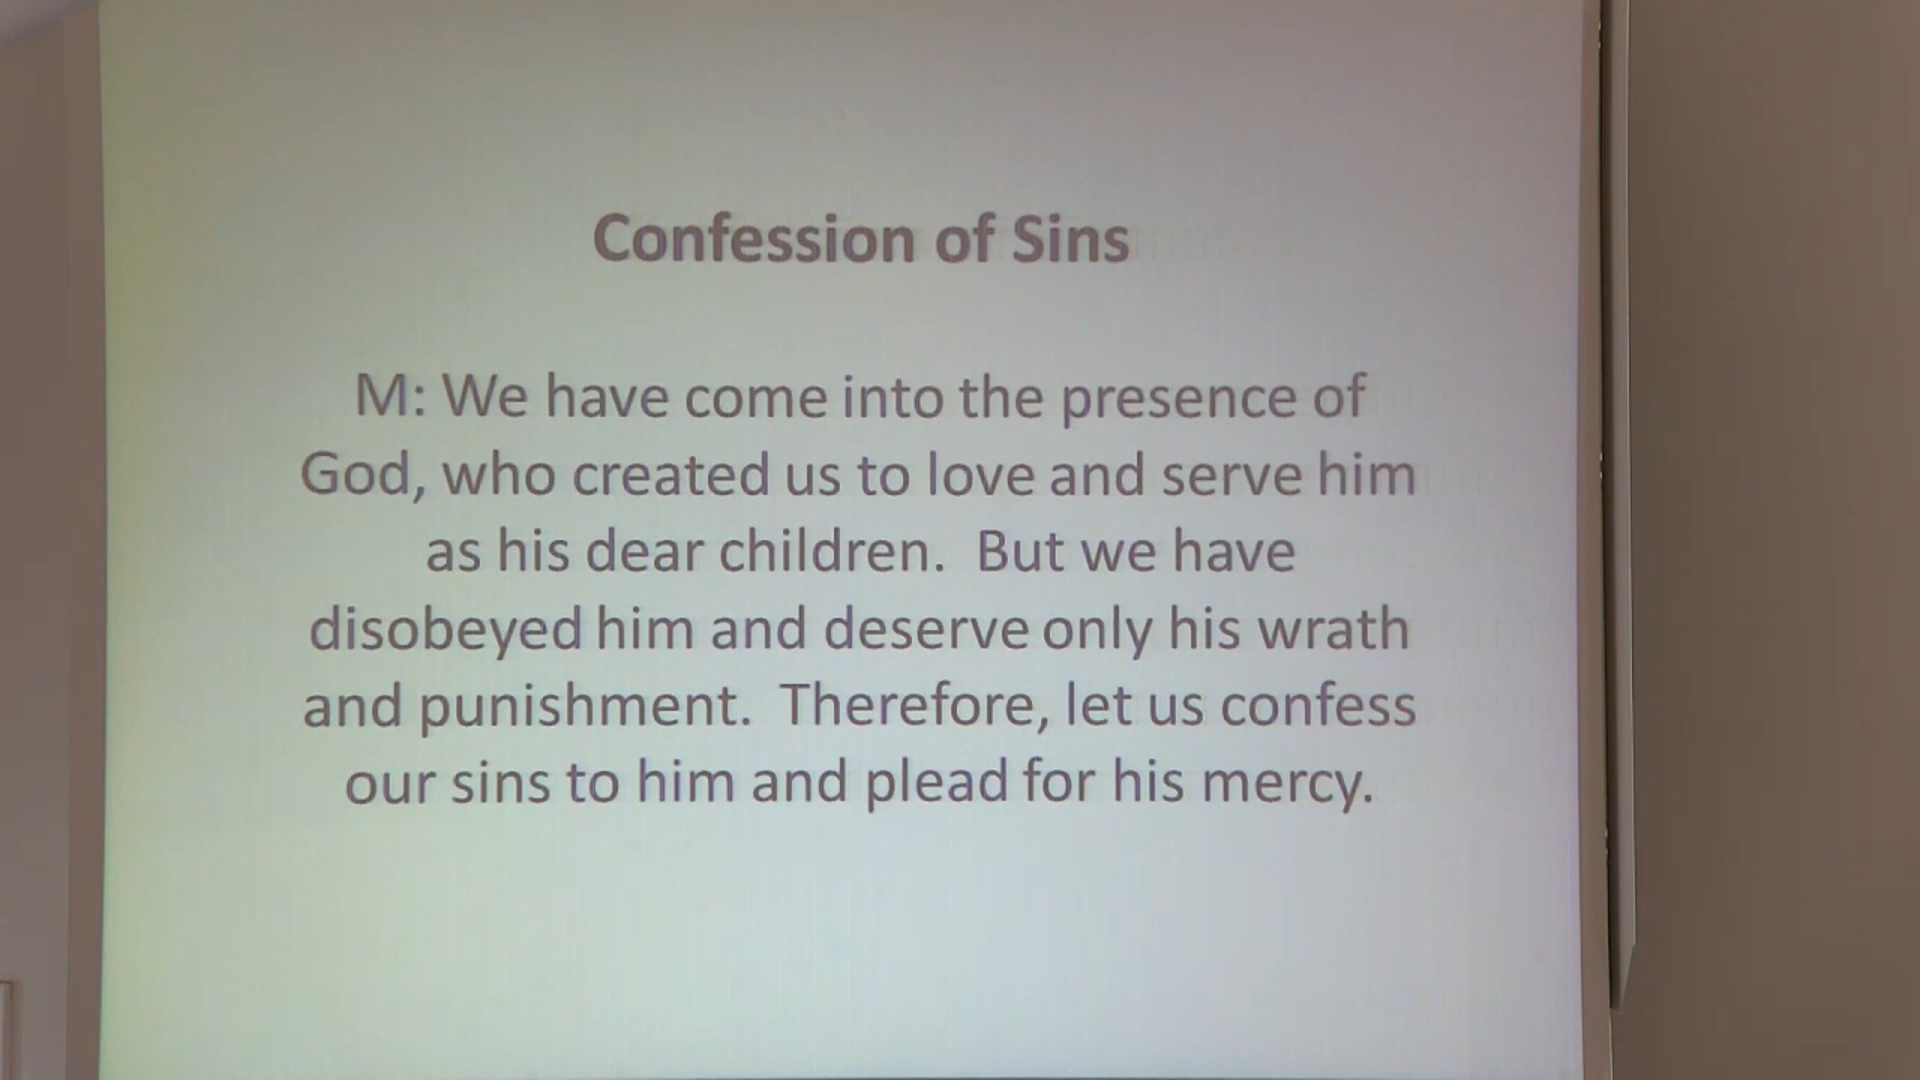 Confession of Sins
M: We have come into the presence of
God, who created us to love and serve him
as his dear children.  But we have
disobeyed him and deserve only his wrath
and punishment.  Therefore, let us confess
our sins to him and plead for his mercy.